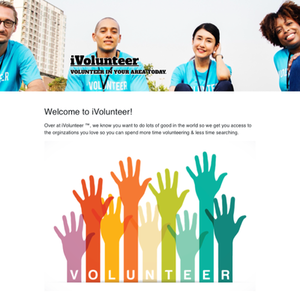 iVolunteer
VOLUNTEER IN YOUR AREA TODAY
Welcome to iVolunteer!
Over at iVolunteer ™, we know you want to do lots of good in the world so we get you access to
the orginzations you love so you can spend more time volunteering & less time searching.
VOLUNTEER